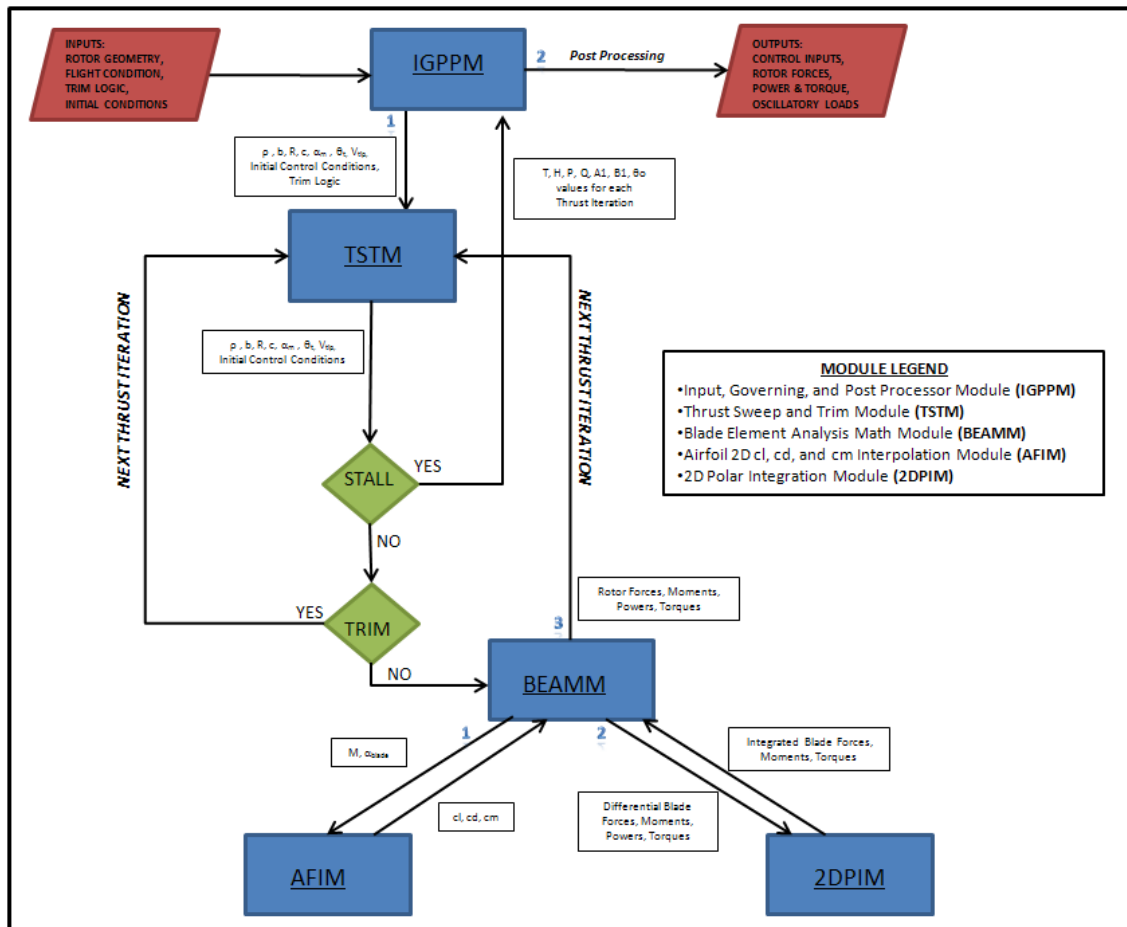 INPUTS:
ROTOR GEOMETRY,
FLIGHT CONDITION,
TRIM LOGIC,
INITIAL CONDITIONS
IGPPM
2
Post Processing
OUTPUTS:
CONTROL INPUTS,
ROTOR FORCES,
POWER & TORQUE,
OSCILLATORY LOADS
1
ρ , b, R, c, αm , θt, Vtip,
Initial Control Conditions,
Trim Logic
T, H, P, Q, A1, B1, θo
values for each
Thrust Iteration
TSTM
NEXT THRUST ITERATION
NEXT THRUST ITERATION
ρ , b, R, c, αm , θt, Vtip,
Initial Control Conditions
MODULE LEGEND
•Input, Governing, and Post Processor Module (IGPPM)
•Thrust Sweep and Trim Module (TSTM)
•Blade Element Analysis Math Module (BEAMM)
•Airfoil 2D cl, cd, and cm Interpolation Module (AFIM)
•2D Polar Integration Module (2DPIM)
STALL
YES
NO
YES
TRIM
NO
Rotor Forces, Moments,
Powers, Torques
3
BEAMM
1
2
M, αblade
cl, cd, cm
Integrated Blade Forces,
Moments, Torques
Differential Blade
Forces, Moments,
Powers, Torques
AFIM
2DPIM